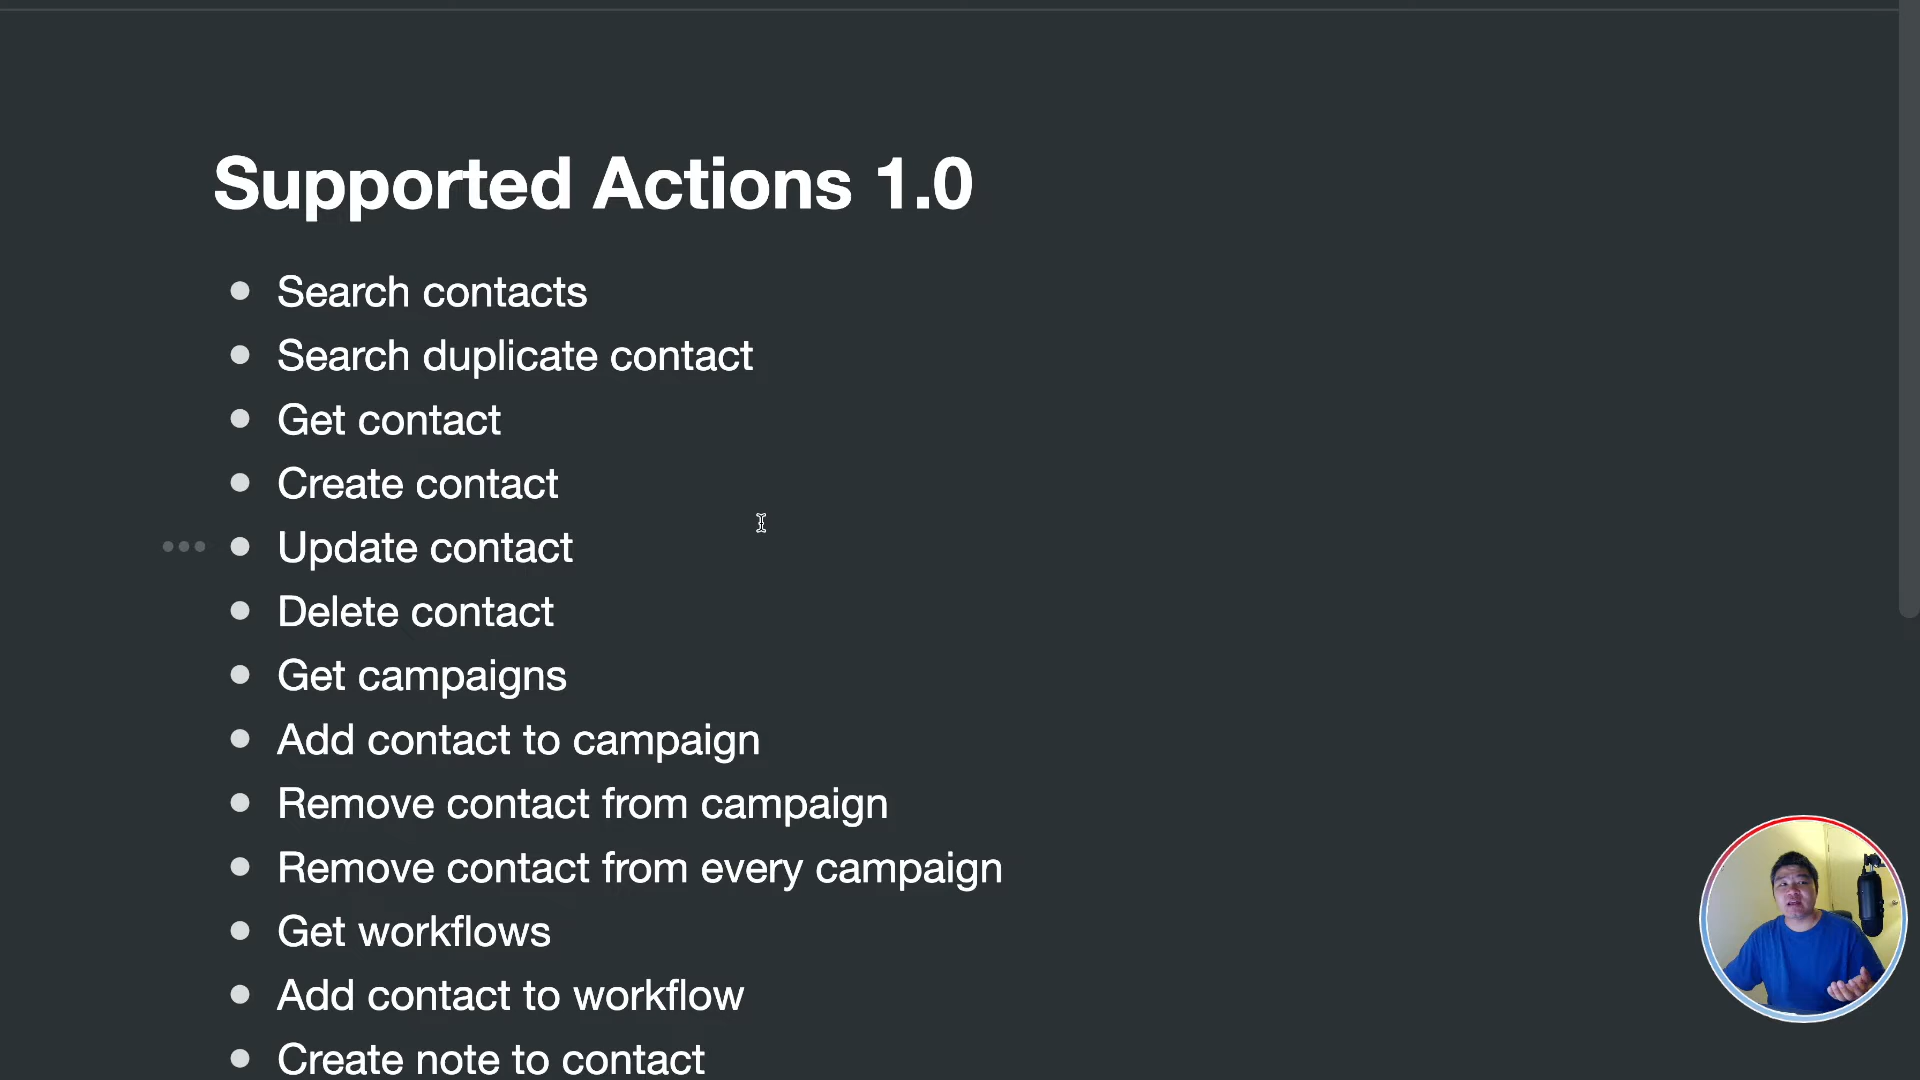 Supported Actions 1.0
Search contacts
Search duplicate contact
Get contact
Create contact
Update contact
Delete contact
Get campaigns
Add contact to campaign
Remove contact from campaign
Remove contact from every campaign
Get workflows
Add contact to workflow
Create note to contact